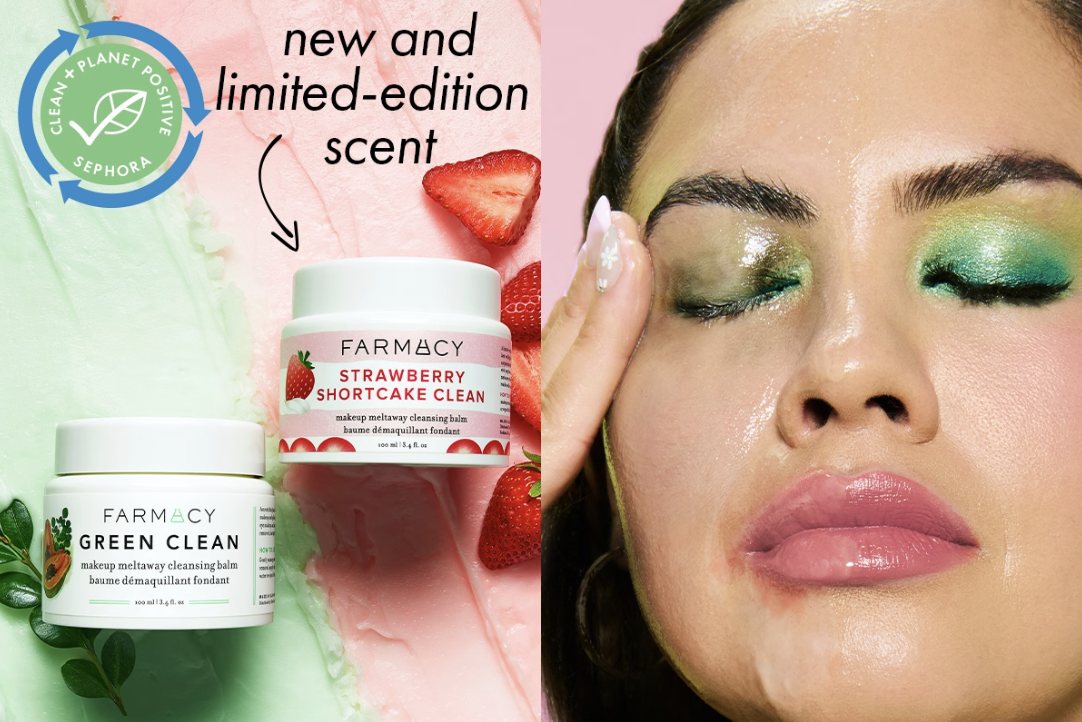 CLEAN + PLANET POSITIVE
SEPHORA
new and
limited-edition
scent
FARMACY
STRAWBERRY
SHORTCAKE CLEAN
makeup meltaway cleansing balm
baume démaquillant fondant
100 ml | 3.4 fl. oz
FARMACY
GREEN CLEAN
makeup meltaway cleansing balm
baume démaquillant fondant
100 ml | 3.4 fl. oz